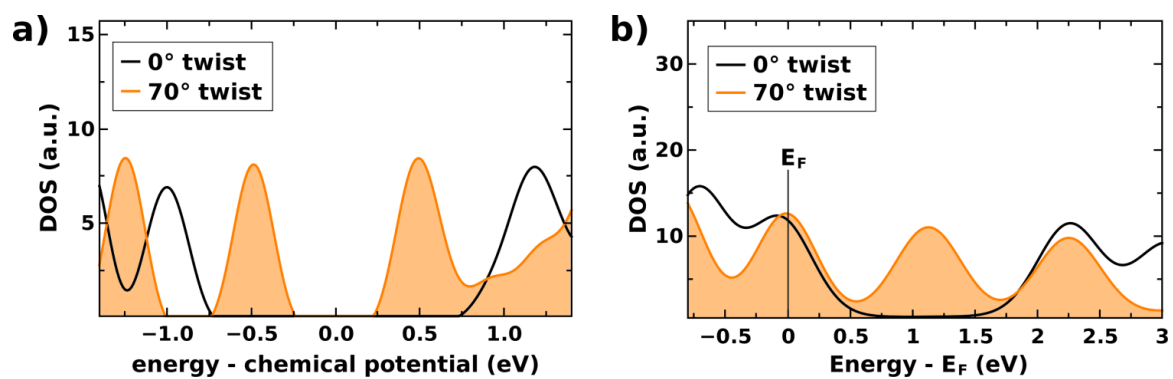 a)
DOS (a.u.)
15
10
5
0° twist
70° twist
−1.0 −0.5 0.0 0.5 1.0
energy - chemical potential (eV)
b)
DOS (a.u.)
30
20
10
0° twist
70° twist
E_F
−0.5 0 0.5 1 1.5 2 2.5 3
Energy - E_F (eV)